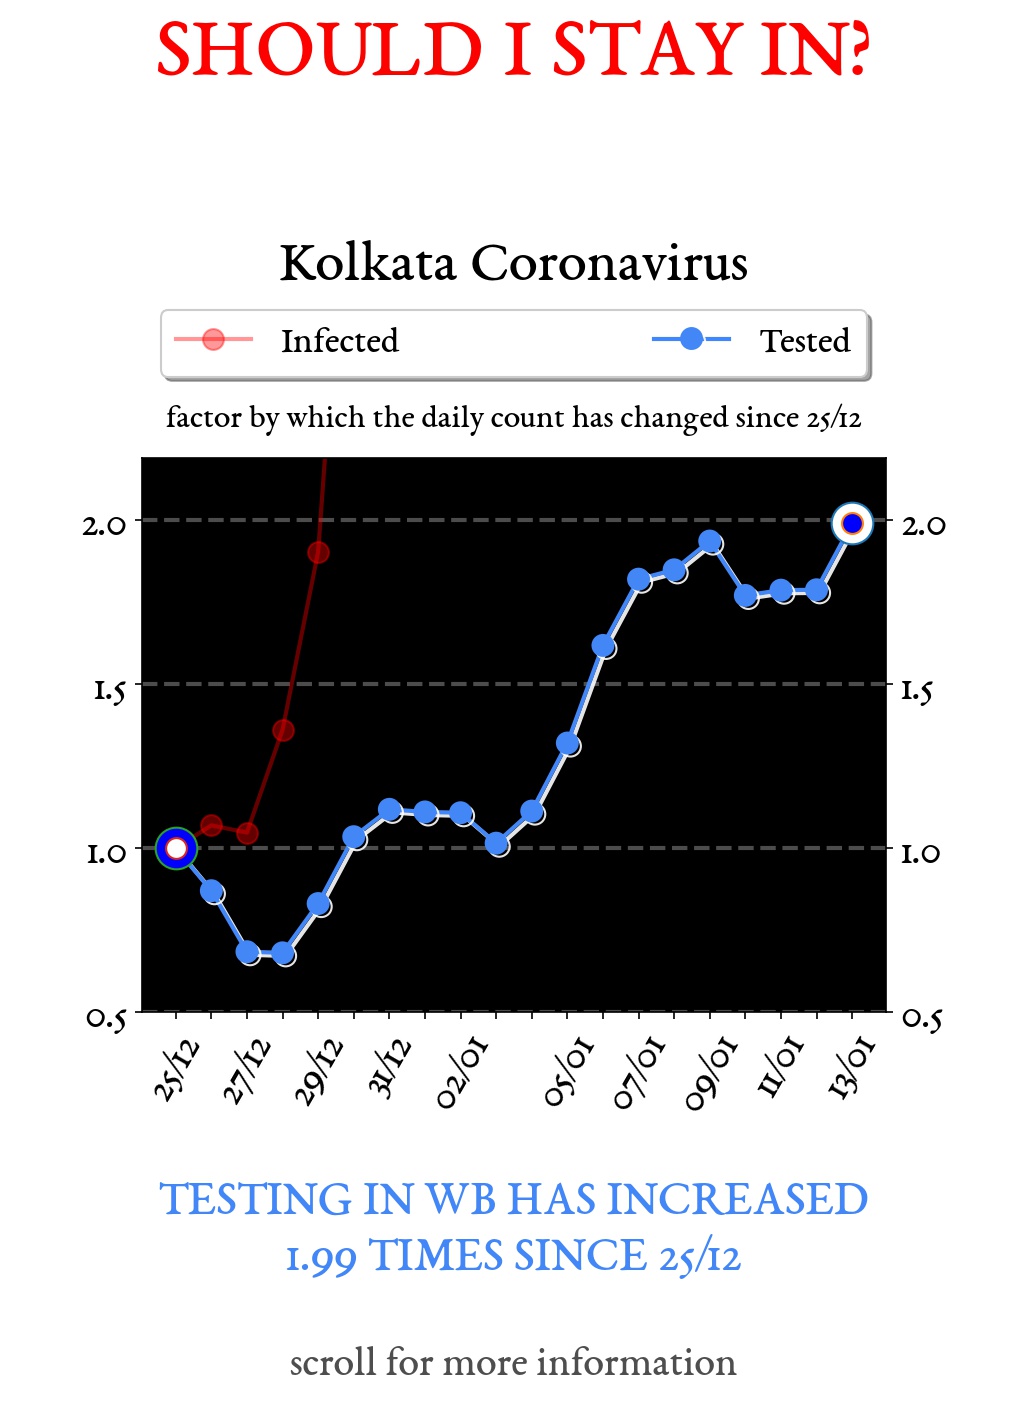 SHOULD I STAY IN?
Kolkata Coronavirus
Infected Tested
factor by which the daily count has changed since 25/12
2.0 2.0
1.5 1.5
1.0 1.0
0.5 0.5
25/12 27/12 29/12 31/12 02/01 05/01 07/01 09/01 11/01 13/01
TESTING IN WB HAS INCREASED
1.99 TIMES SINCE 25/12
scroll for more information